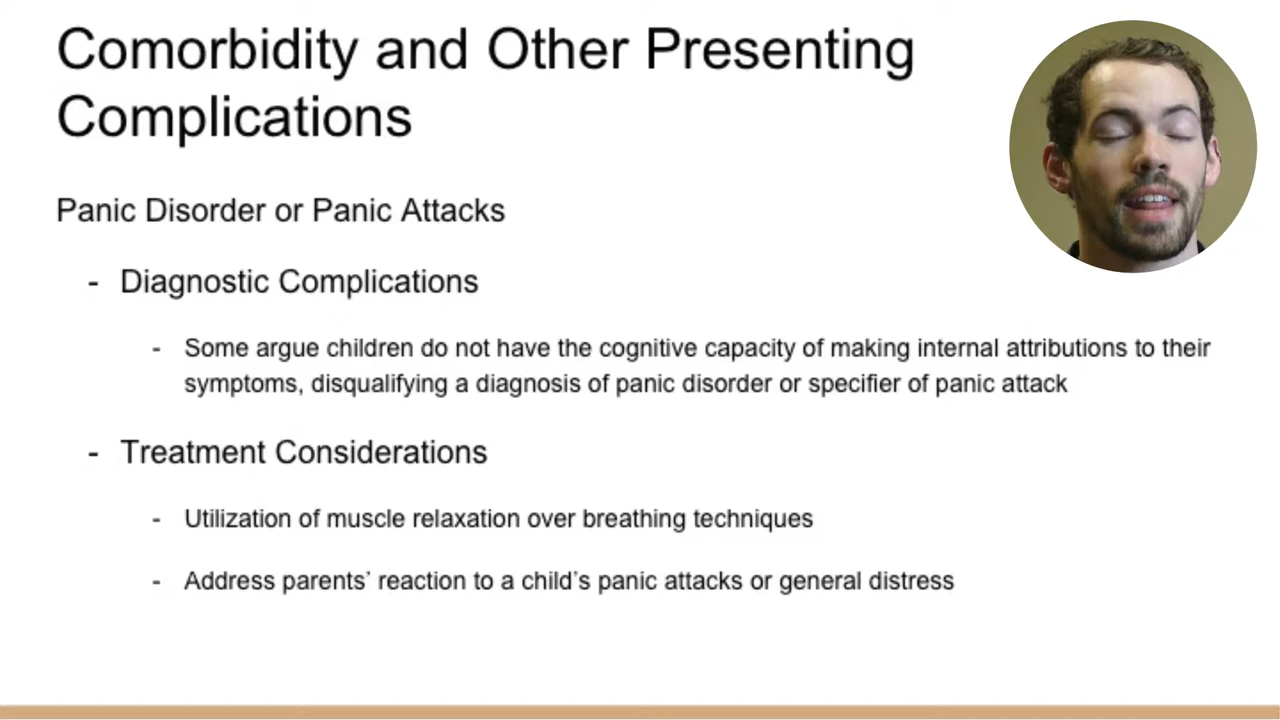 Comorbidity and Other Presenting
Complications
Panic Disorder or Panic Attacks
- Diagnostic Complications
- Some argue children do not have the cognitive capacity of making internal attributions to their
symptoms, disqualifying a diagnosis of panic disorder or specifier of panic attack
- Treatment Considerations
- Utilization of muscle relaxation over breathing techniques
- Address parents’ reaction to a child’s panic attacks or general distress